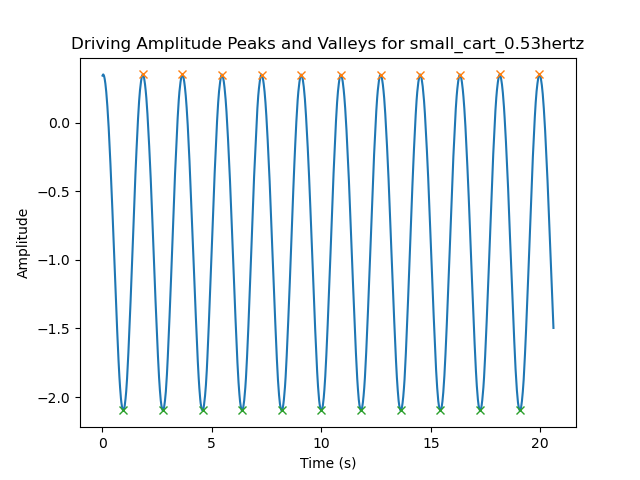 Driving Amplitude Peaks and Valleys for small_cart_0.53hertz
0.0
−0.5
−1.0
−1.5
−2.0
Amplitude
0 5 10 15 20
Time (s)